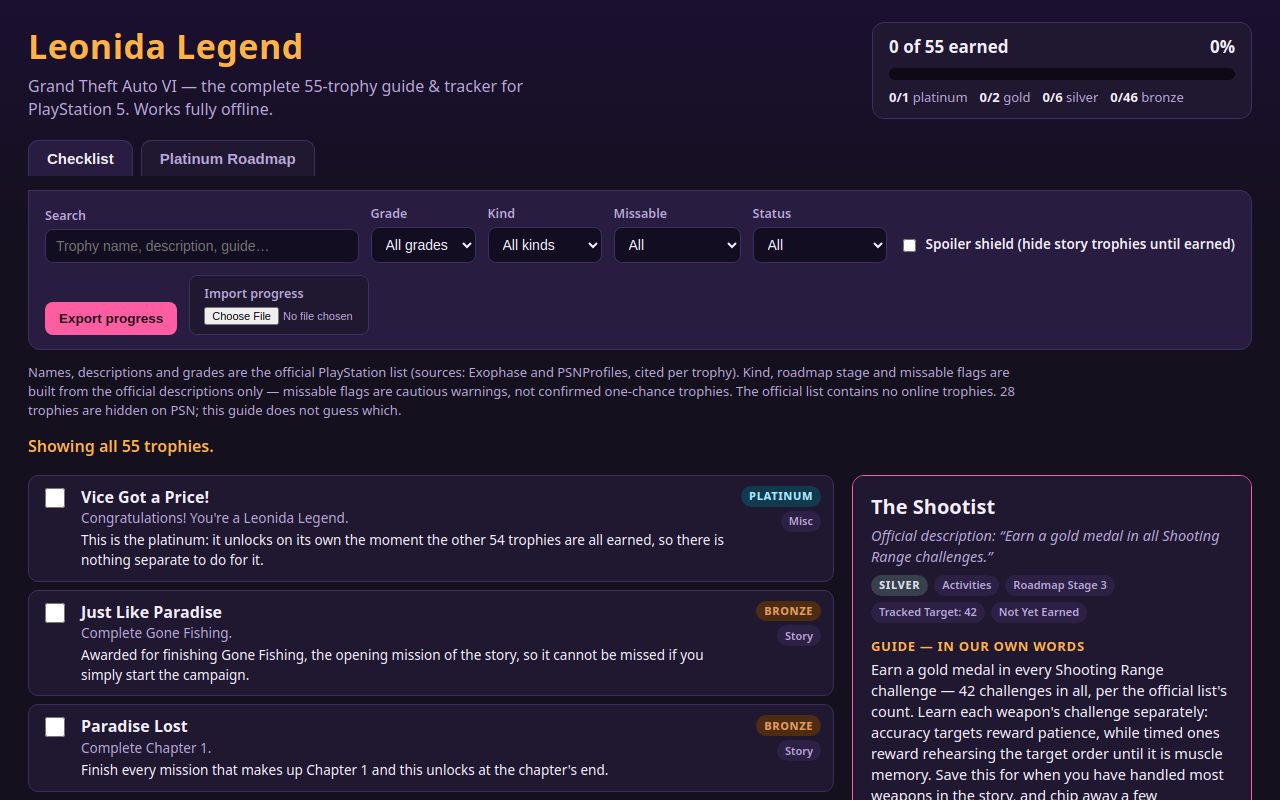 Leonida Legend
Grand Theft Auto VI — the complete 55-trophy guide & tracker for
PlayStation 5. Works fully offline.
0 of 55 earned
0%
0/1 platinum 0/2 gold 0/6 silver 0/46 bronze
Checklist
Platinum Roadmap
Search
Grade
Kind
Missable
Status
Trophy name, description, guide…
All grades
All kinds
All
All
Spoiler shield (hide story trophies until earned)
Export progress
Import progress
Choose File No file chosen
Names, descriptions and grades are the official PlayStation list (sources: Exophase and PSNProfiles, cited per trophy). Kind, roadmap stage and missable flags are
built from the official descriptions only — missable flags are cautious warnings, not confirmed one-chance trophies. The official list contains no online trophies. 28
trophies are hidden on PSN; this guide does not guess which.
Showing all 55 trophies.
Vice Got a Price!
Congratulations! You're a Leonida Legend.
This is the platinum: it unlocks on its own the moment the other 54 trophies are all earned, so there is
nothing separate to do for it.
PLATINUM
Misc
Just Like Paradise
Complete Gone Fishing.
Awarded for finishing Gone Fishing, the opening mission of the story, so it cannot be missed if you
simply start the campaign.
BRONZE
Story
Paradise Lost
Complete Chapter 1.
Finish every mission that makes up Chapter 1 and this unlocks at the chapter's end.
BRONZE
Story
The Shootist
Official description: “Earn a gold medal in all Shooting
Range challenges.”
SILVER
Activities
Roadmap Stage 3
Tracked Target: 42
Not Yet Earned
GUIDE — IN OUR OWN WORDS
Earn a gold medal in every Shooting Range
challenge — 42 challenges in all, per the official list's
count. Learn each weapon's challenge separately:
accuracy targets reward patience, while timed ones
reward rehearsing the target order until it is muscle
memory. Save this for when you have handled most
weapons in the story, and chip away a few